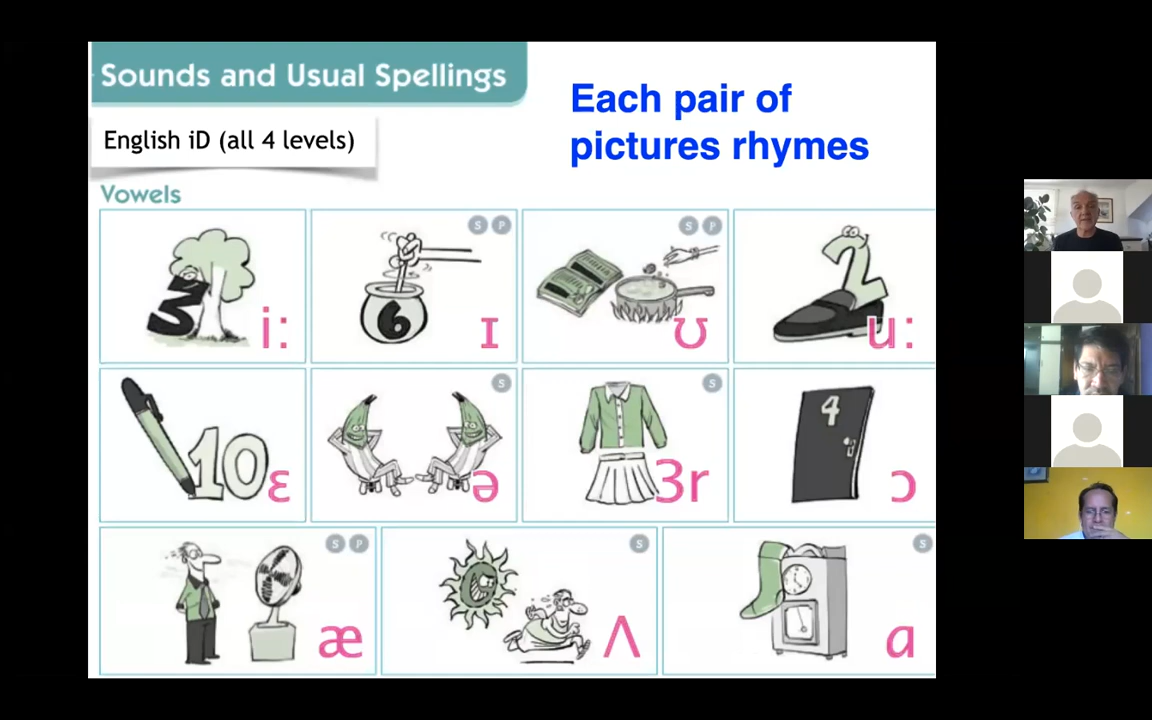 Sounds and Usual Spellings
Each pair of
pictures rhymes
English iD (all 4 levels)
Vowels
3 i:
S P
6 ɪ
S P
ʊ
2 u:
10 ɛ
S
ə
S
3r
4 ɔ
S P
æ
S
ʌ
S
ɑ